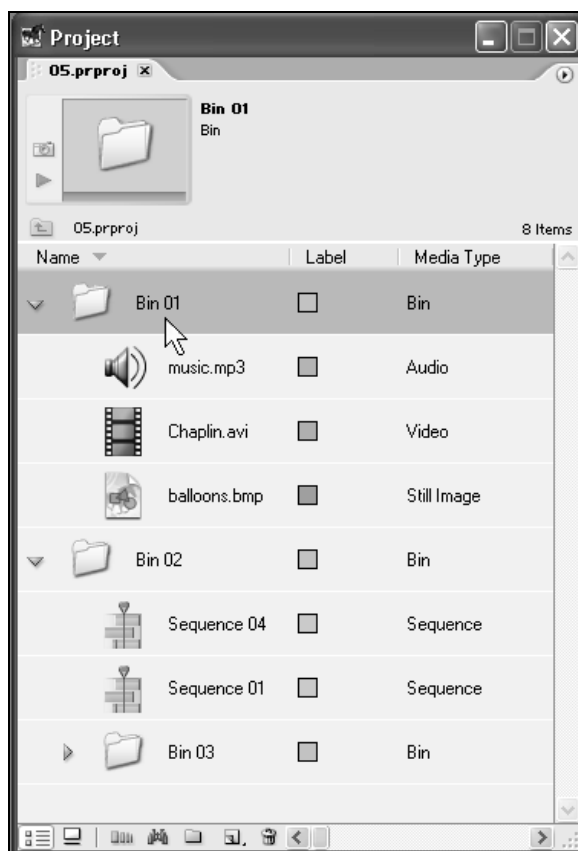 Project
05.prproj
Bin 01
Bin
05.prproj 8 Items
Name Label Media Type
Bin 01 Bin
music.mp3 Audio
Chaplin.avi Video
balloons.bmp Still Image
Bin 02 Bin
Sequence 04 Sequence
Sequence 01 Sequence
Bin 03 Bin